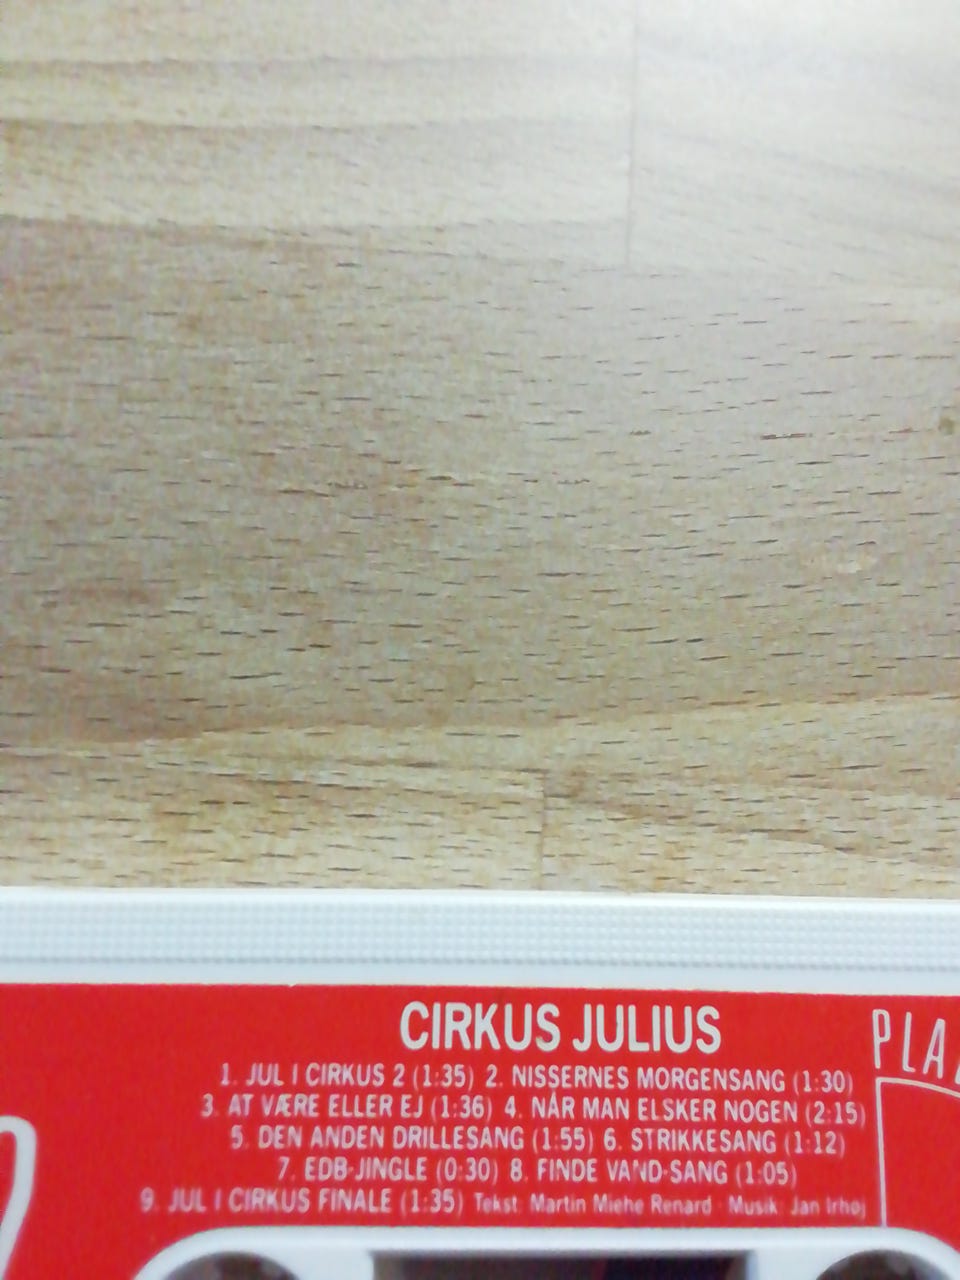 CIRKUS JULIUS
1. JUL I CIRKUS 2 (1:35) 2. NISSERNES MORGENSANG (1:30)
3. AT VÆRE ELLER EJ (1:36) 4. NÅR MAN ELSKER NOGEN (2:15)
5. DEN ANDEN DRILLESANG (1:55) 6. STRIKKESANG (1:12)
7. EDB-JINGLE (0:30) 8. FINDE VAND-SANG (1:05)
9. JUL I CIRKUS FINALE (1:35) Tekst: Martin Miehe Renard · Musik: Jan Irhøj
PLA